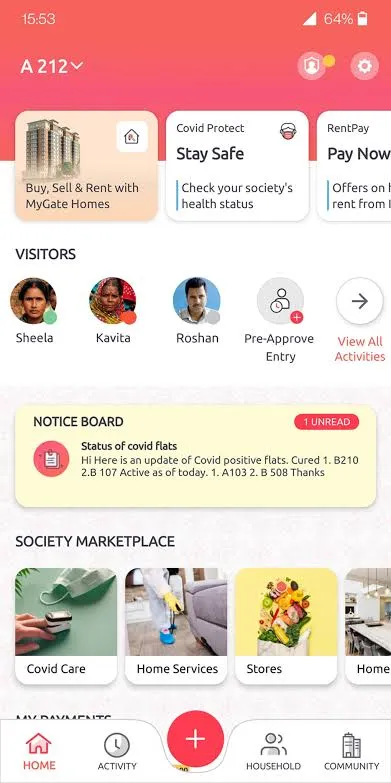 15:53
64%
A 212
Buy, Sell & Rent with
MyGate Homes
Covid Protect
Stay Safe
Check your society's
health status
RentPay
Pay Now
Offers on
rent from
VISITORS
Sheela
Kavita
Roshan
Pre-Approve
Entry
View All
Activities
NOTICE BOARD
1 UNREAD
Status of covid flats
Hi Here is an update of Covid positive flats. Cured 1. B210
2.B 107 Active as of today. 1. A103 2. B 508 Thanks
SOCIETY MARKETPLACE
Covid Care
Home Services
Stores
Home
MY PAYMENTS
HOME
ACTIVITY
HOUSEHOLD
COMMUNITY